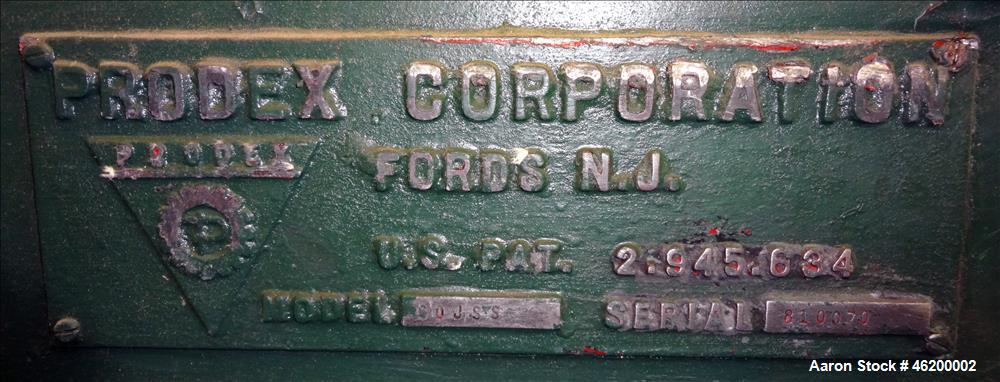 PRODEX CORPORATION
PRODEX
FORDS N.J.
U.S. PAT. 2.945.634
MODEL SERIAL
Aaron Stock # 46200002